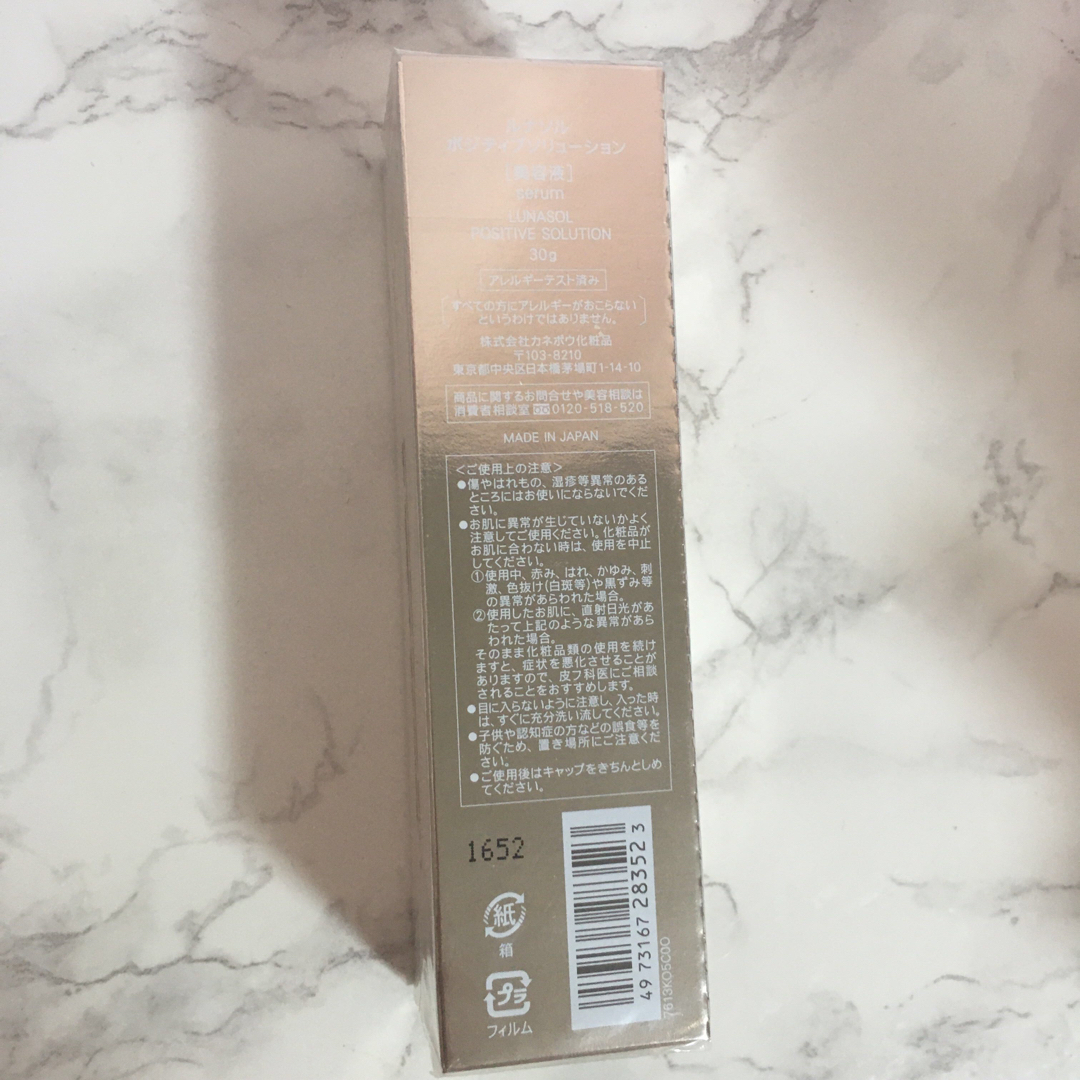 ルナソル
ポジティブソリューション
[美容液]
serum
LUNASOL
POSITIVE SOLUTION
30g
アレルギーテスト済み
すべての方にアレルギーがおこらない
というわけではありません。
株式会社カネボウ化粧品
〒103-8210
東京都中央区日本橋茅場町1-14-10
商品に関するお問合せや美容相談は
消費者相談室 0120-518-520
MADE IN JAPAN
<ご使用上の注意>
●傷やはれもの、湿疹等異常のある
ところにはお使いにならないでくだ
さい。
●お肌に異常が生じていないかよく
注意してご使用ください。化粧品が
お肌に合わない時は、使用を中止
してください。
①使用中、赤み、はれ、かゆみ、刺
激、色抜け(白斑等)や黒ずみ等
の異常があらわれた場合。
②使用したお肌に、直射日光があ
たって上記のような異常があら
われた場合。
そのまま化粧品類の使用を続け
ますと、症状を悪化させることが
ありますので、皮フ科医にご相談
されることをおすすめします。
●目に入らないように注意し、入った時
は、すぐに充分洗い流してください。
●子供や認知症の方などの誤食等を
防ぐため、置き場所にご注意くだ
さい。
●ご使用後はキャップをきちんとしめ
てください。
1652
紙
箱
プラ
フィルム
49 73167 28352 3
7613K05C00